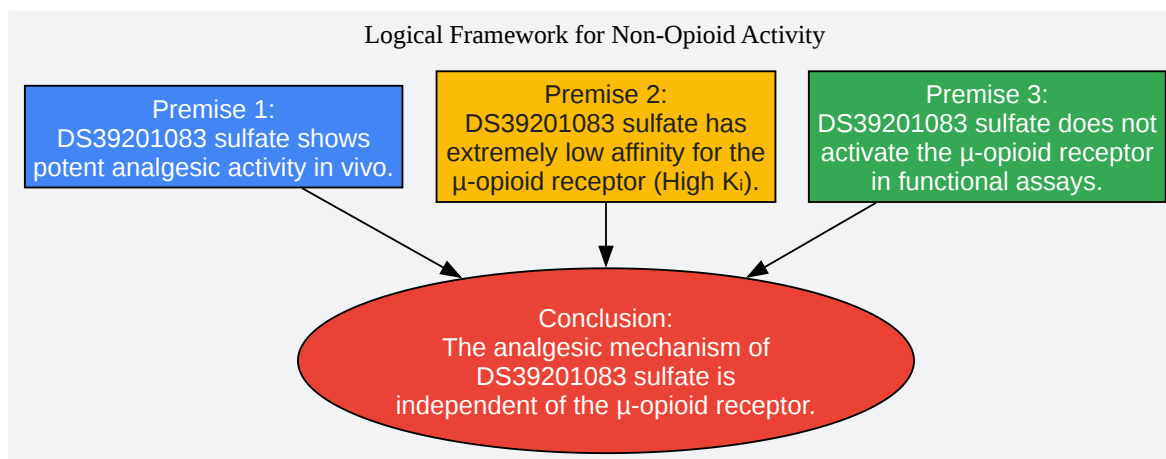 Logical Framework for Non-Opioid Activity
Premise 1:
DS39201083 sulfate shows
potent analgesic activity in vivo.
Premise 2:
DS39201083 sulfate has
extremely low affinity for the
μ-opioid receptor (High Kᵢ).
Premise 3:
DS39201083 sulfate does not
activate the μ-opioid receptor
in functional assays.
Conclusion:
The analgesic mechanism of
DS39201083 sulfate is
independent of the μ-opioid receptor.